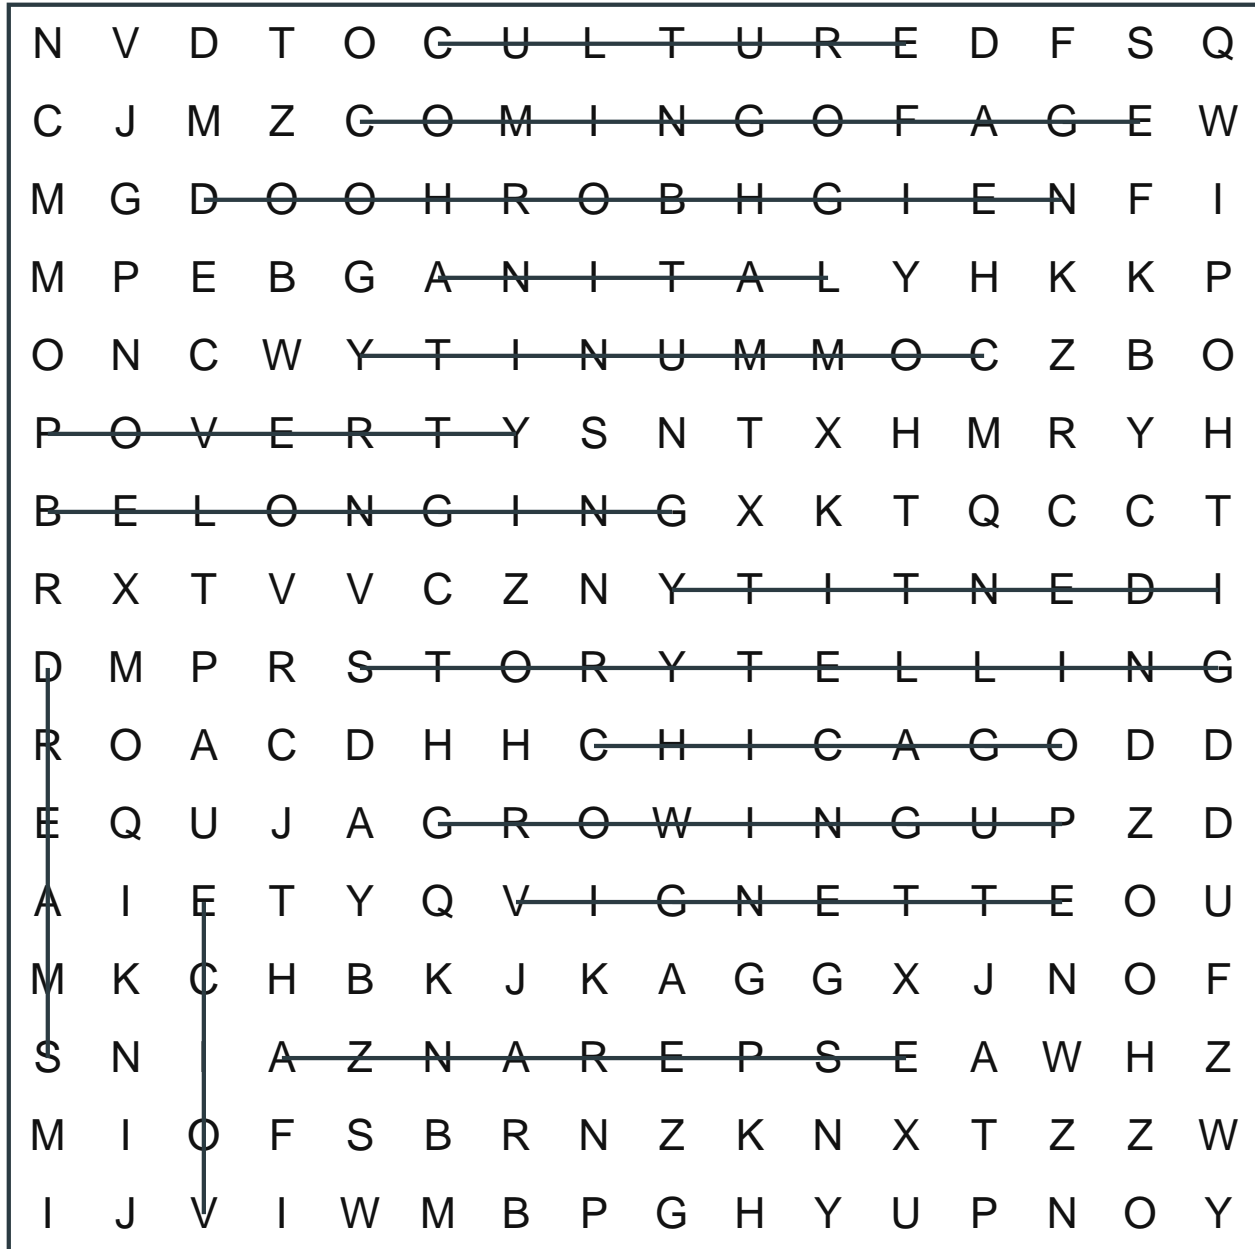 N V D T O C U L T U R E D F S Q
C J M Z C O M I N G O F A G E W
M G D O O H R O B H G I E N F I
M P E B G A N I T A L Y H K K P
O N C W Y T I N U M M O C Z B O
P O V E R T Y S N T X H M R Y H
B E L O N G I N G X K T Q C C T
R X T V V C Z N Y T I T N E D I
D M P R S T O R Y T E L L I N G
R O A C D H H C H I C A G O D D
E Q U J A G R O W I N G U P Z D
A I E T Y Q V I G N E T T E O U
M K C H B K J K A G G X J N O F
S N I A Z N A R E P S E A W H Z
M I O F S B R N Z K N X T Z Z W
I J V I W M B P G H Y U P N O Y